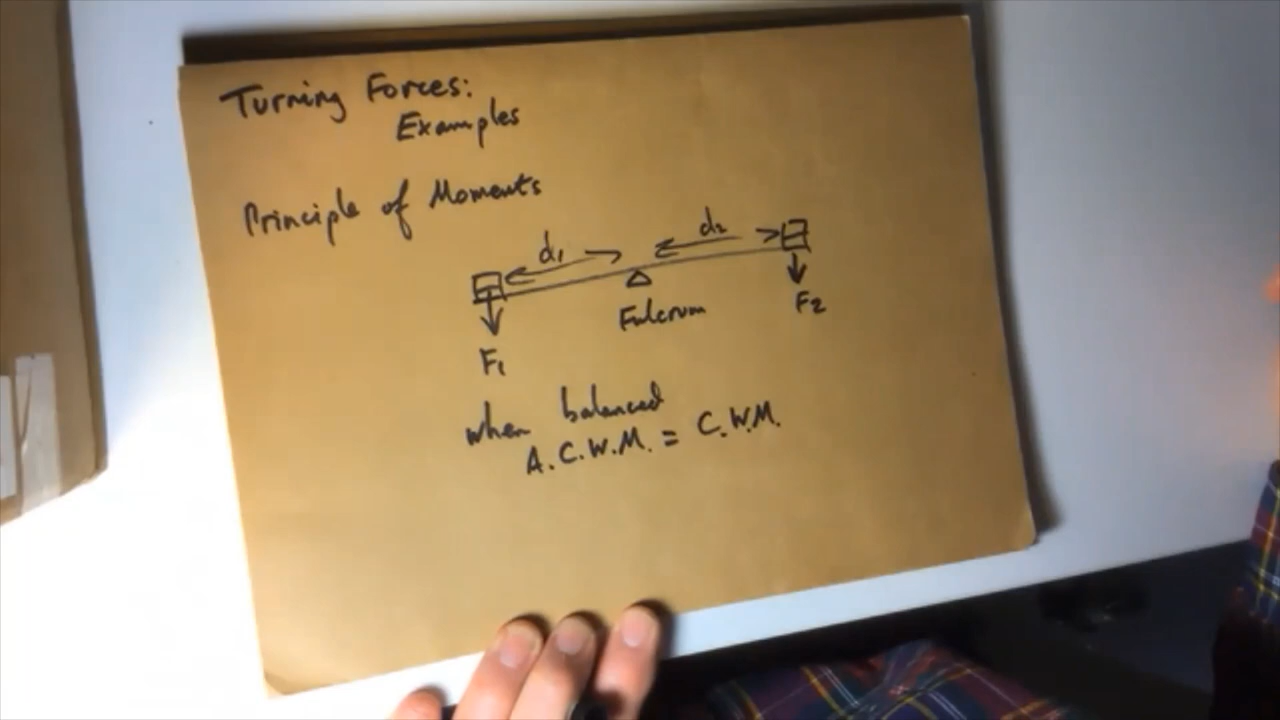 Turning Forces:
Examples
Principle of Moments
d₁
d₂
Fulcrum
F₂
F₁
when balanced
A.C.W.M. = C.W.M.